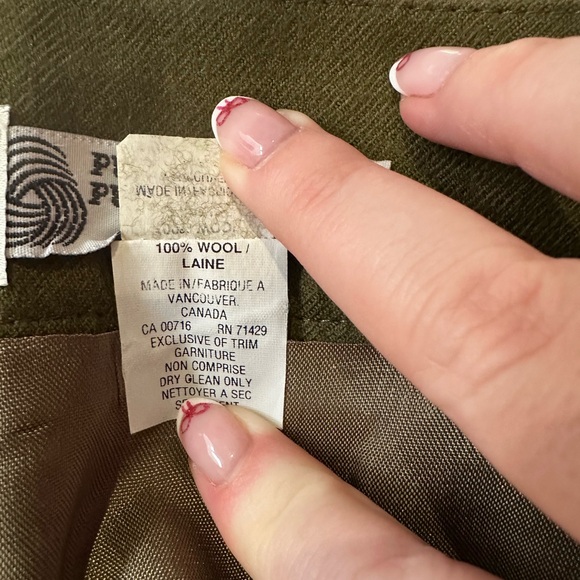 100% WOOL /
LAINE
MADE IN/FABRIQUE A
VANCOUVER.
CANADA
CA 00716 RN 71429
EXCLUSIVE OF TRIM
GARNITURE
NON COMPRISE
DRY CLEAN ONLY
NETTOYER A SEC